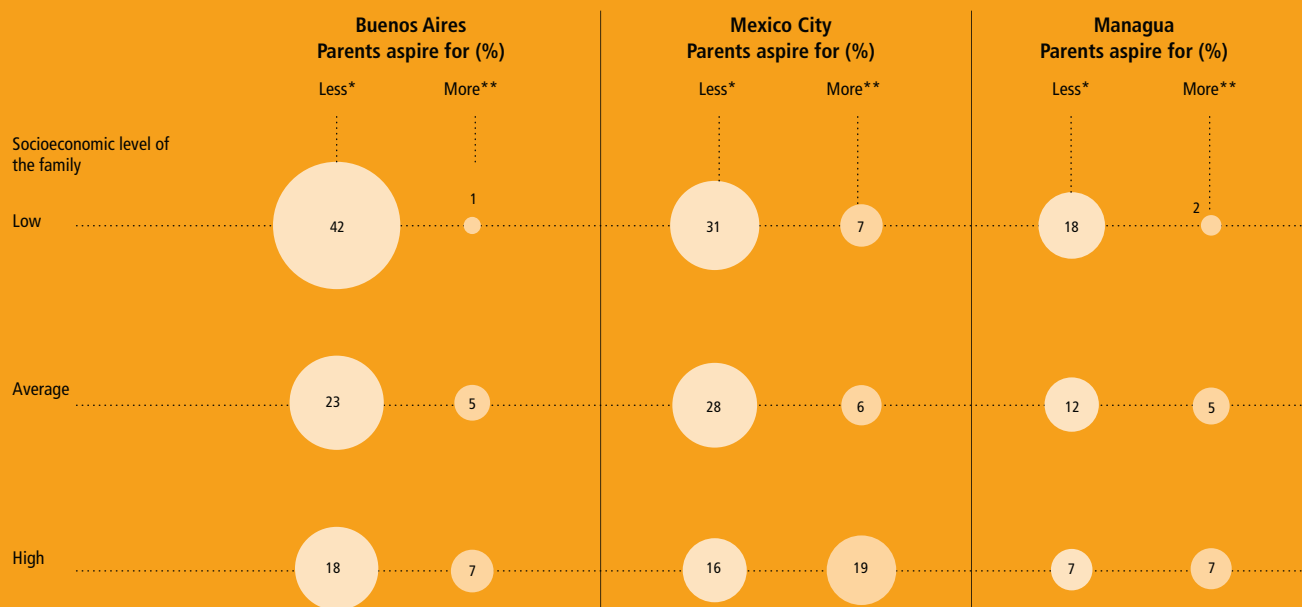 Buenos Aires
Parents aspire for (%)
Mexico City
Parents aspire for (%)
Managua
Parents aspire for (%)
Less*
More**
Less*
More**
Less*
More**
Socioeconomic level of
the family
Low
42
1
31
7
18
2
Average
23
5
28
6
12
5
High
18
7
16
19
7
7